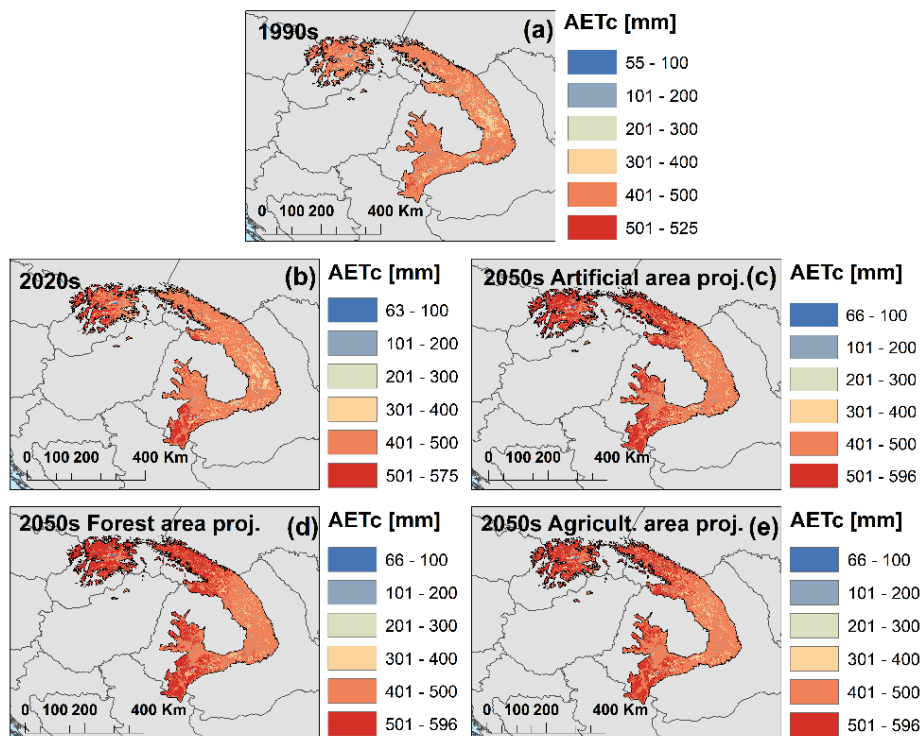 1990s
(a)
AETc [mm]
55 - 100
101 - 200
201 - 300
301 - 400
401 - 500
501 - 525
0 100 200 400 Km
2020s
(b)
AETc [mm]
63 - 100
101 - 200
201 - 300
301 - 400
401 - 500
501 - 575
0 100 200 400 Km
2050s Artificial area proj. (c)
AETc [mm]
66 - 100
101 - 200
201 - 300
301 - 400
401 - 500
501 - 596
0 100 200 400 Km
2050s Forest area proj.
(d)
AETc [mm]
66 - 100
101 - 200
201 - 300
301 - 400
401 - 500
501 - 596
0 100 200 400 Km
2050s Agricult. area proj.
(e)
AETc [mm]
66 - 100
101 - 200
201 - 300
301 - 400
401 - 500
501 - 596
0 100 200 400 Km